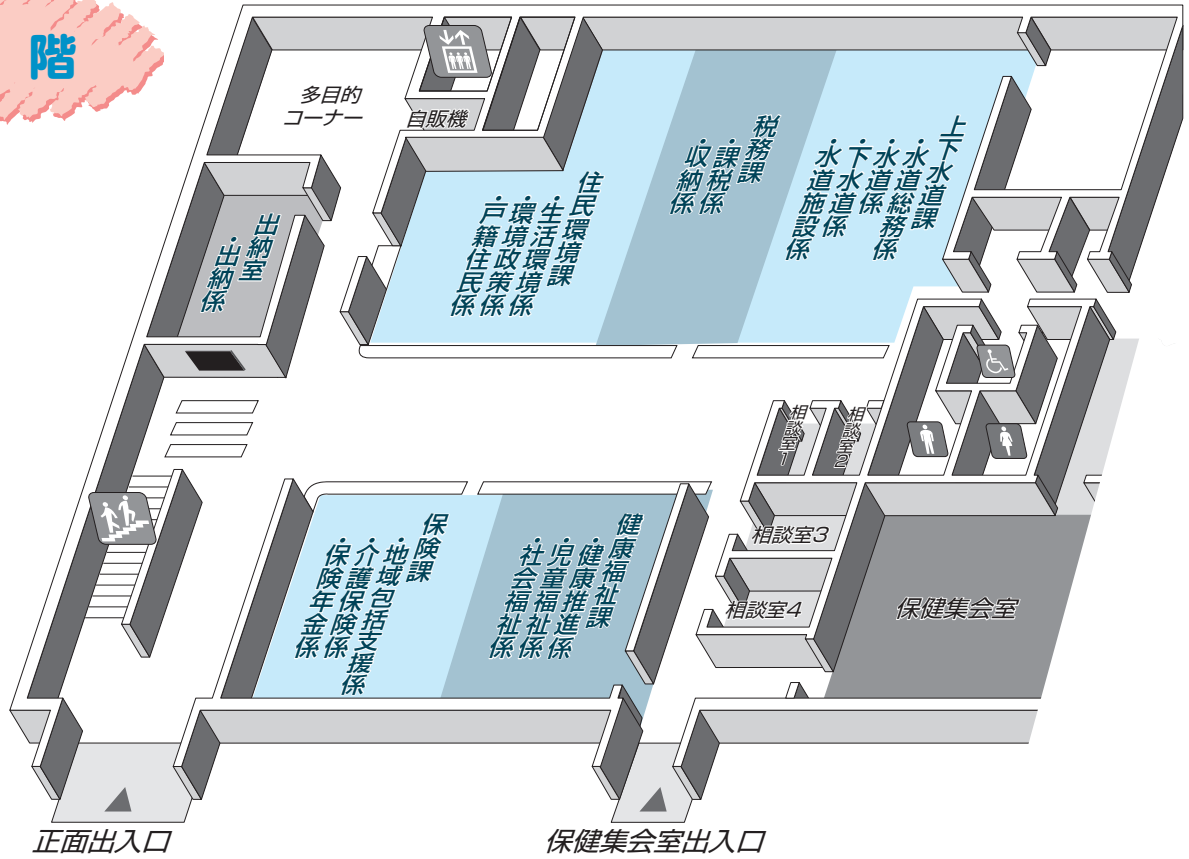 階
多目的
コーナー
自販機
出納室
・出納係
住民環境課
・生活環境係
・環境政策係
・戸籍住民係
税務課
・課税係
・収納係
上下水道課
・水道総務係
・水道係
・下水道係
・水道施設係
相談室1
相談室2
相談室3
相談室4
保険課
・地域包括支援係
・介護保険係
・保険年金係
健康福祉課
・健康推進係
・児童福祉係
・社会福祉係
保健集会室
正面出入口
保健集会室出入口